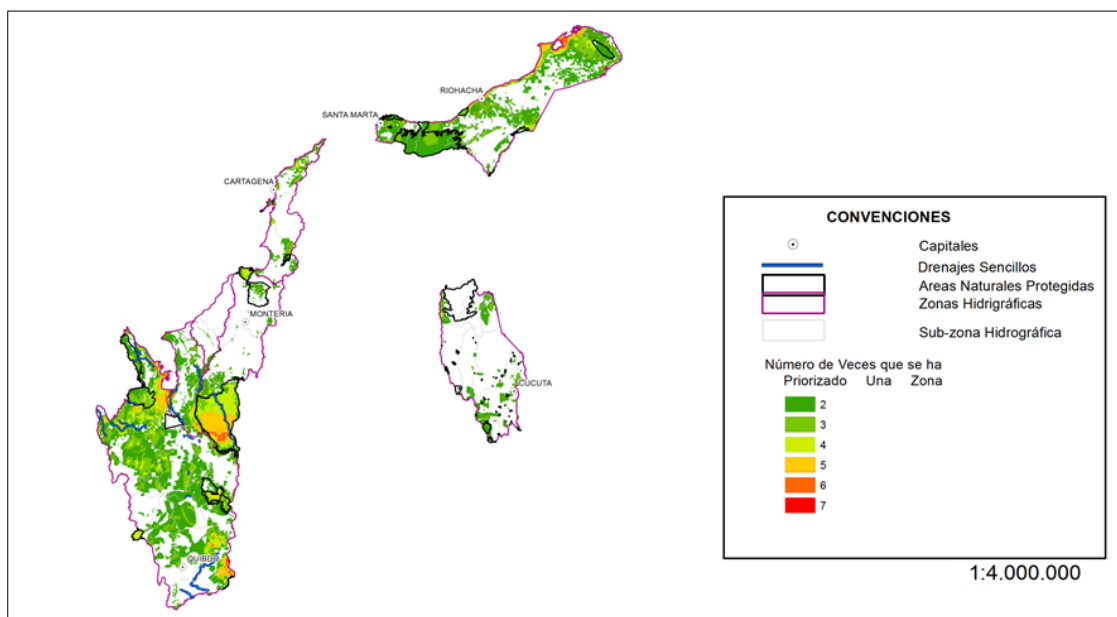 RIOHACHA
SANTA MARTA
CARTAGENA
MONTERIA
CUCUTA
QUIBDO
CONVENCIONES
Capitales
Drenajes Sencillos
Areas Naturales Protegidas
Zonas Hidrigráficas
Sub-zona Hidrográfica
Número de Veces que se ha
Priorizado Una Zona
2
3
4
5
6
7
1:4.000.000